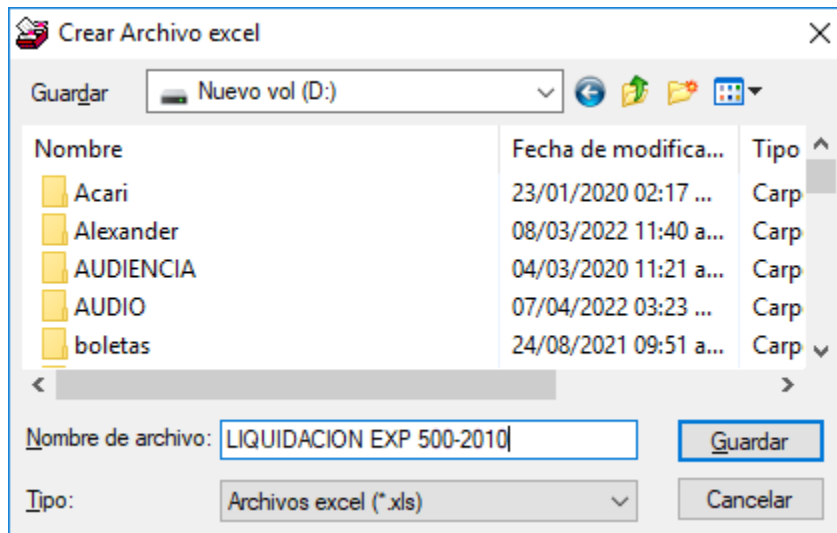 Crear Archivo excel
Guardar Nuevo vol (D:)
Nombre Fecha de modifica... Tipo
Acari 23/01/2020 02:17 ... Carp
Alexander 08/03/2022 11:40 a... Carp
AUDIENCIA 04/03/2020 11:21 a... Carp
AUDIO 07/04/2022 03:23 ... Carp
boletas 24/08/2021 09:51 a... Carp
Nombre de archivo: LIQUIDACION EXP 500-2010 Guardar
Tipo: Archivos excel (*.xls) Cancelar